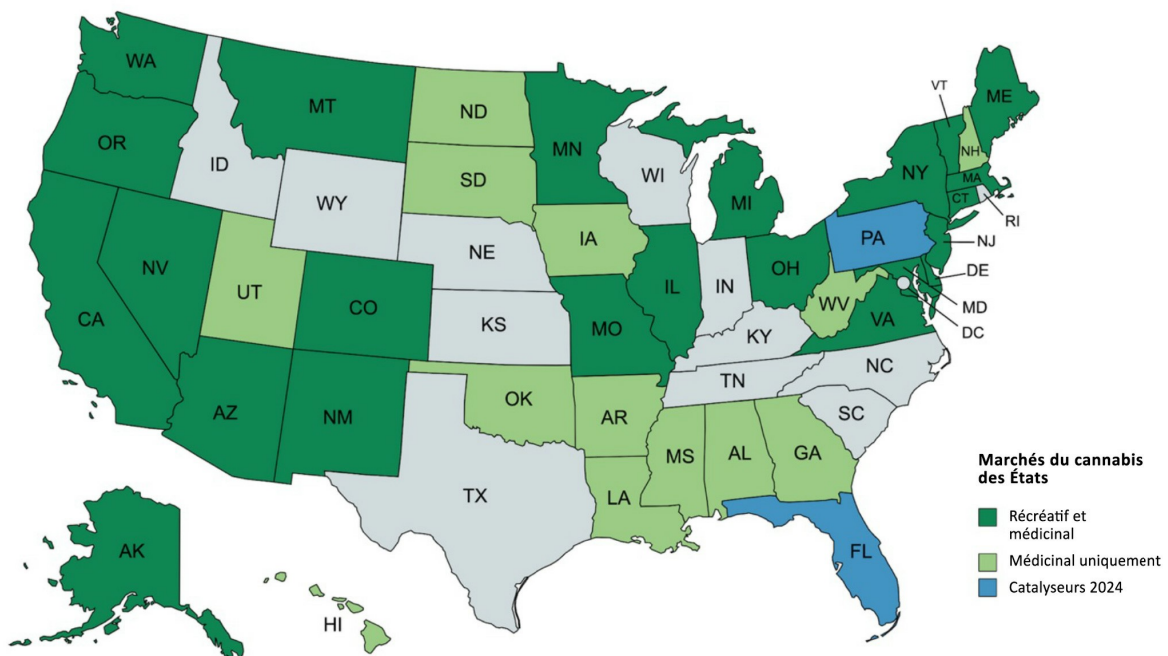 WA
MT
ND
MN
VT
ME
OR
ID
SD
WI
NY
NH
MA
CT
WY
MI
RI
IA
PA
NJ
NE
NV
UT
CO
IL
IN
OH
DE
WV
MD
CA
KS
MO
VA
DC
KY
NC
TN
AZ
NM
OK
AR
SC
MS
AL
GA
TX
LA
Marchés du cannabis
des États
Récréatif et
médicinal
AK
FL
Médicinal uniquement
Catalyseurs 2024
HI